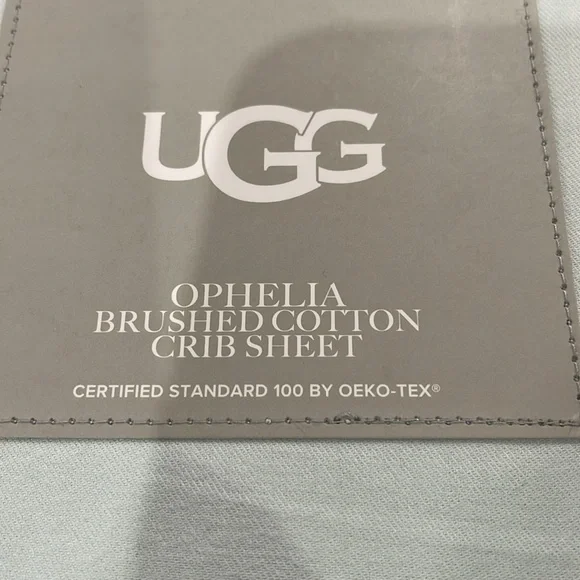 UGG
OPHELIA
BRUSHED COTTON
CRIB SHEET
CERTIFIED STANDARD 100 BY OEKO-TEX®